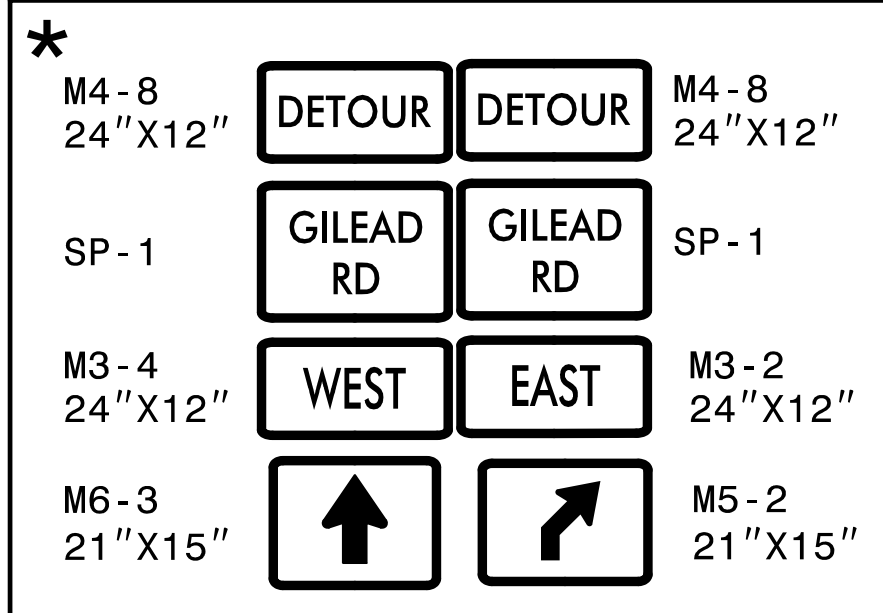 *
M4-8
24"X12"
DETOUR
DETOUR
M4-8
24"X12"
SP-1
GILEAD
RD
GILEAD
RD
SP-1
M3-4
24"X12"
WEST
EAST
M3-2
24"X12"
M6-3
21"X15"
M5-2
21"X15"